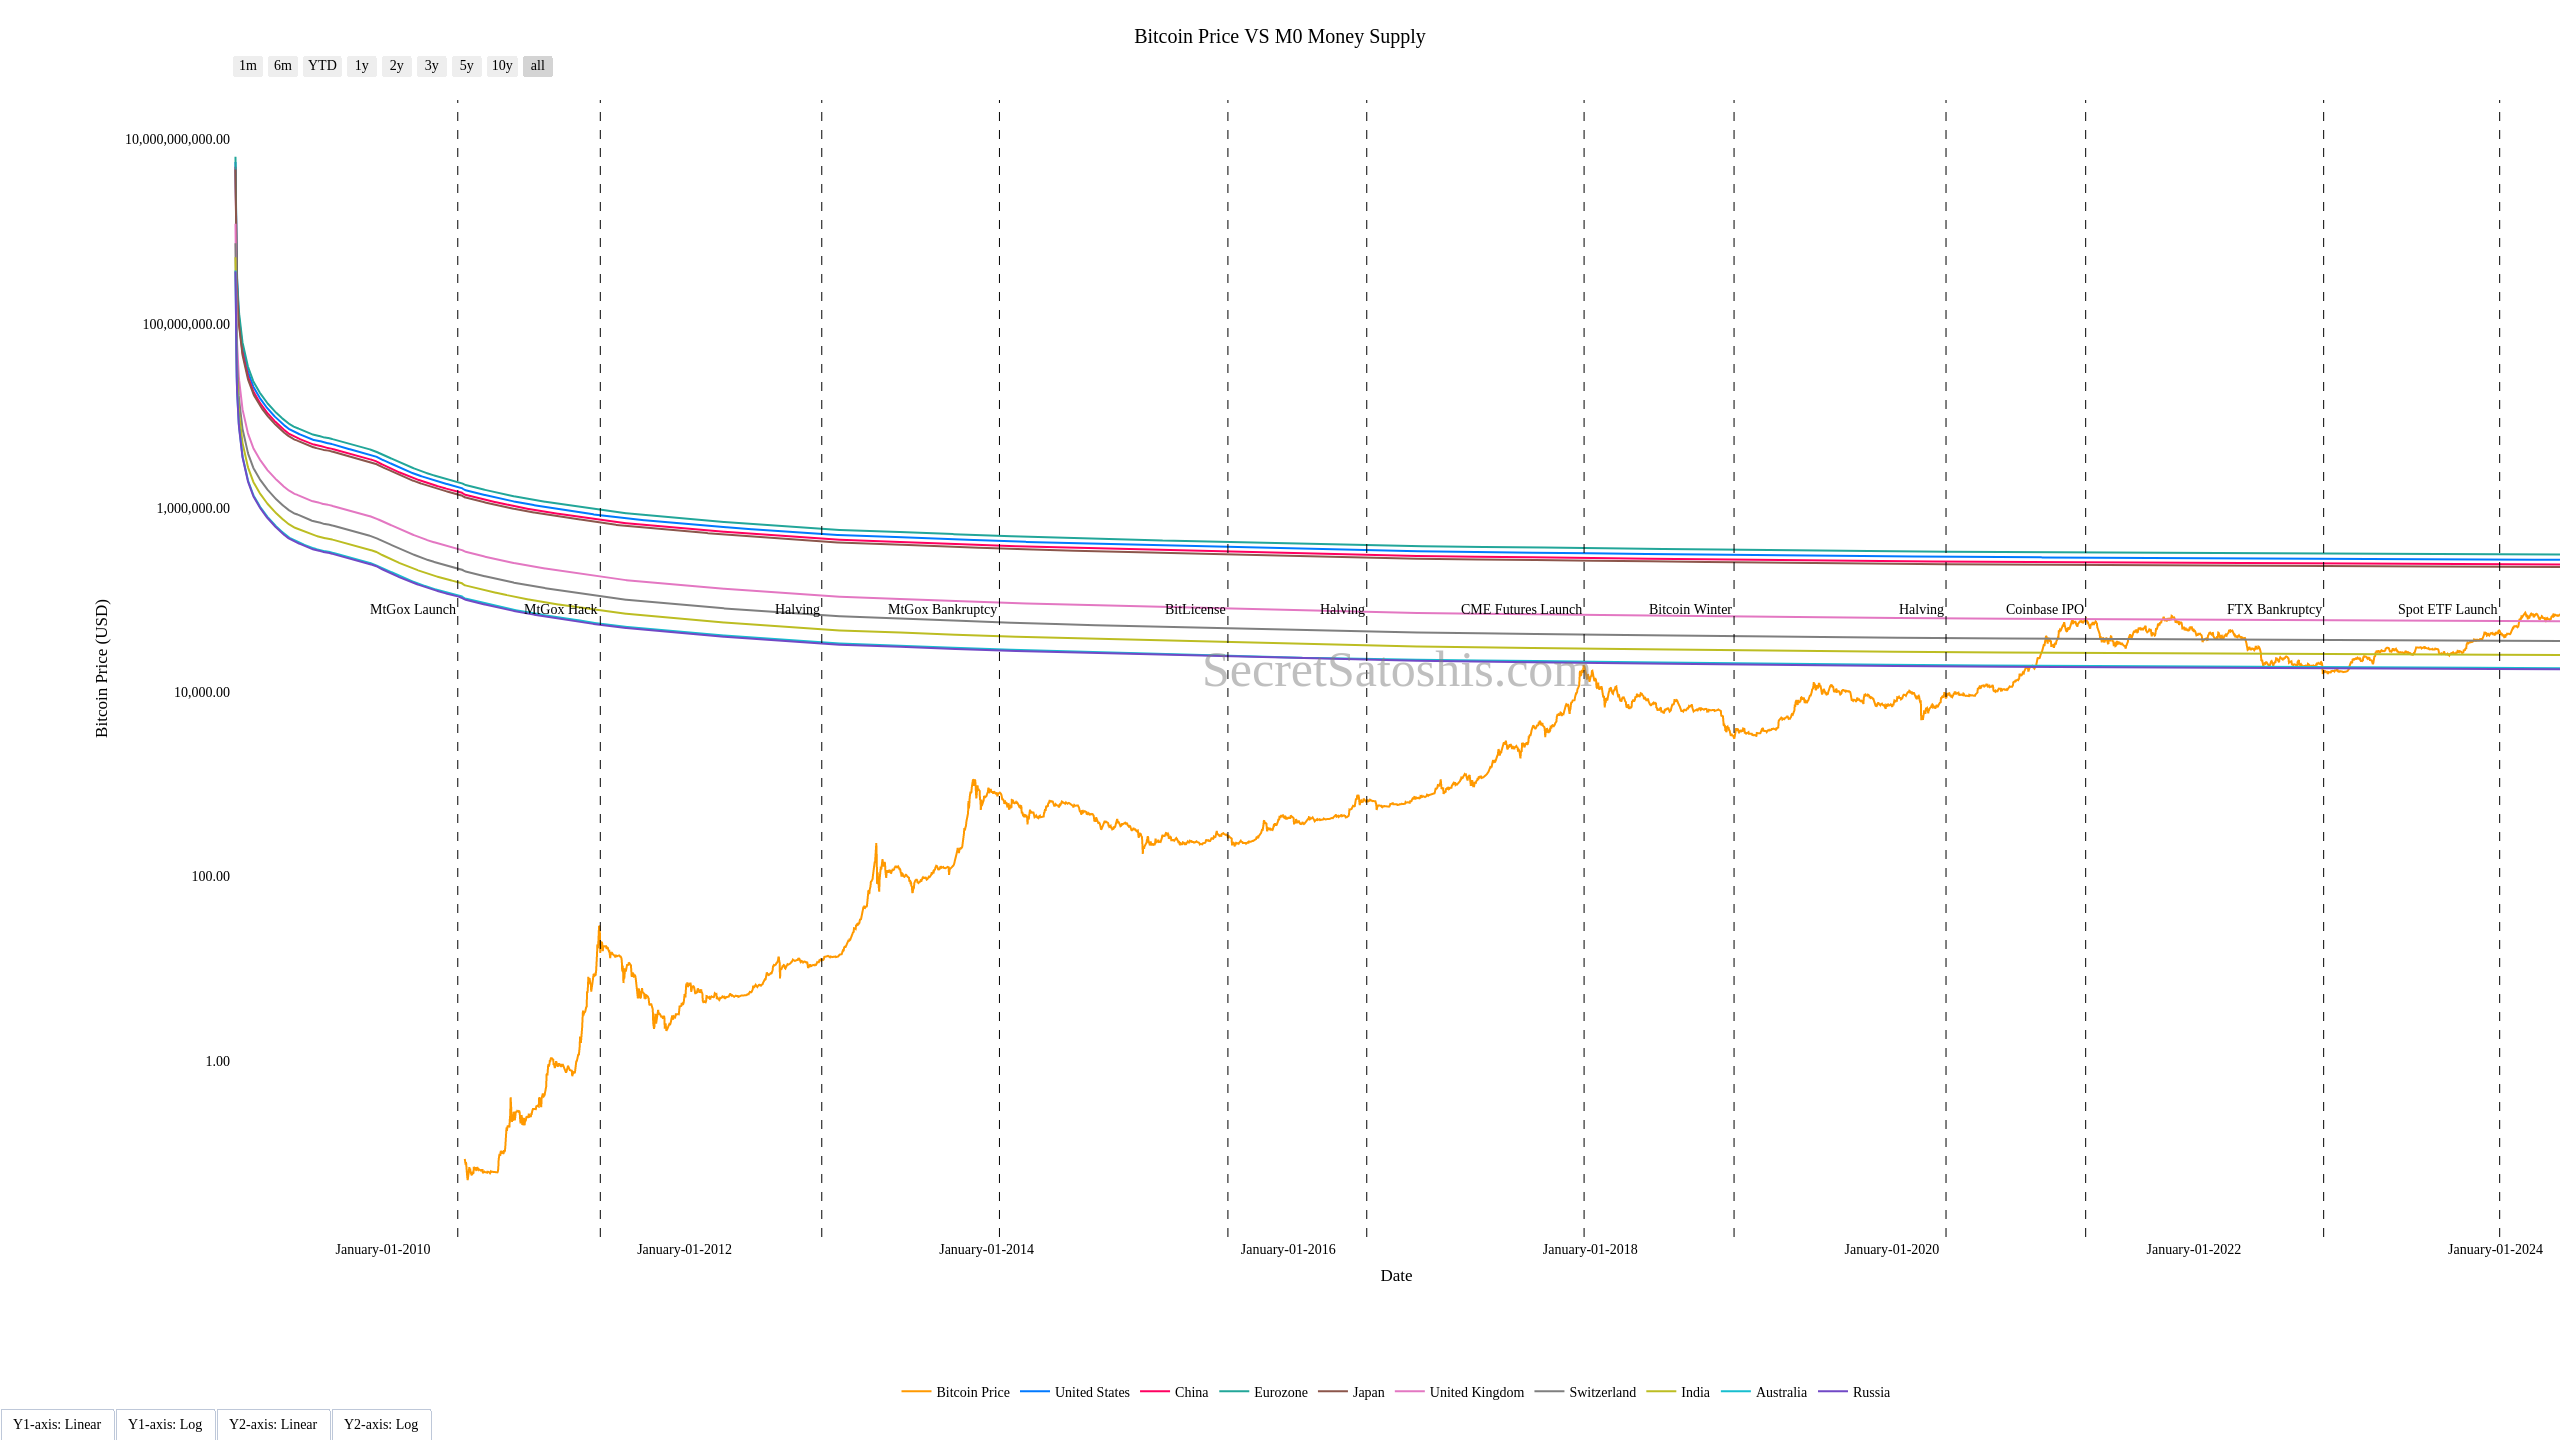 Bitcoin Price VS M0 Money Supply
1m 6m YTD 1y 2y 3y 5y 10y all
10,000,000,000.00
100,000,000.00
1,000,000.00
10,000.00
100.00
1.00
Bitcoin Price (USD)
MtGox Launch MtGox Hack Halving MtGox Bankruptcy BitLicense Halving CME Futures Launch Bitcoin Winter Halving Coinbase IPO FTX Bankruptcy Spot ETF Launch
SecretSatoshis.com
January-01-2010 January-01-2012 January-01-2014 January-01-2016 January-01-2018 January-01-2020 January-01-2022 January-01-2024
Date
Bitcoin Price United States China Eurozone Japan United Kingdom Switzerland India Australia Russia
Y1-axis: Linear Y1-axis: Log Y2-axis: Linear Y2-axis: Log